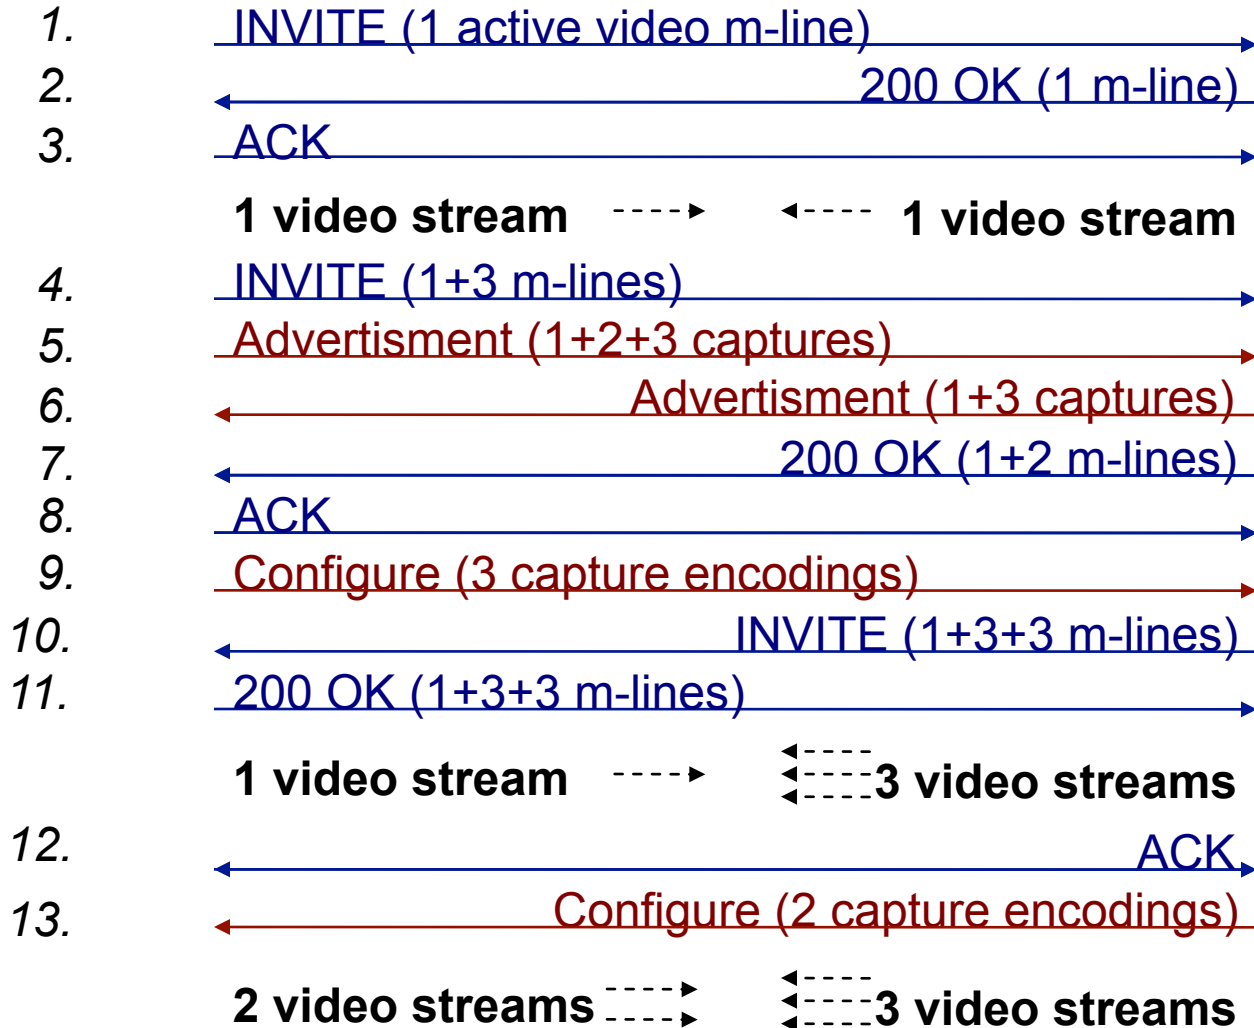 1. INVITE (1 active video m-line)
2. 200 OK (1 m-line)
3. ACK
1 video stream 1 video stream
4. INVITE (1+3 m-lines)
5. Advertisment (1+2+3 captures)
6. Advertisment (1+3 captures)
7. 200 OK (1+2 m-lines)
8. ACK
9. Configure (3 capture encodings)
10. INVITE (1+3+3 m-lines)
11. 200 OK (1+3+3 m-lines)
1 video stream 3 video streams
12. ACK
13. Configure (2 capture encodings)
2 video streams 3 video streams